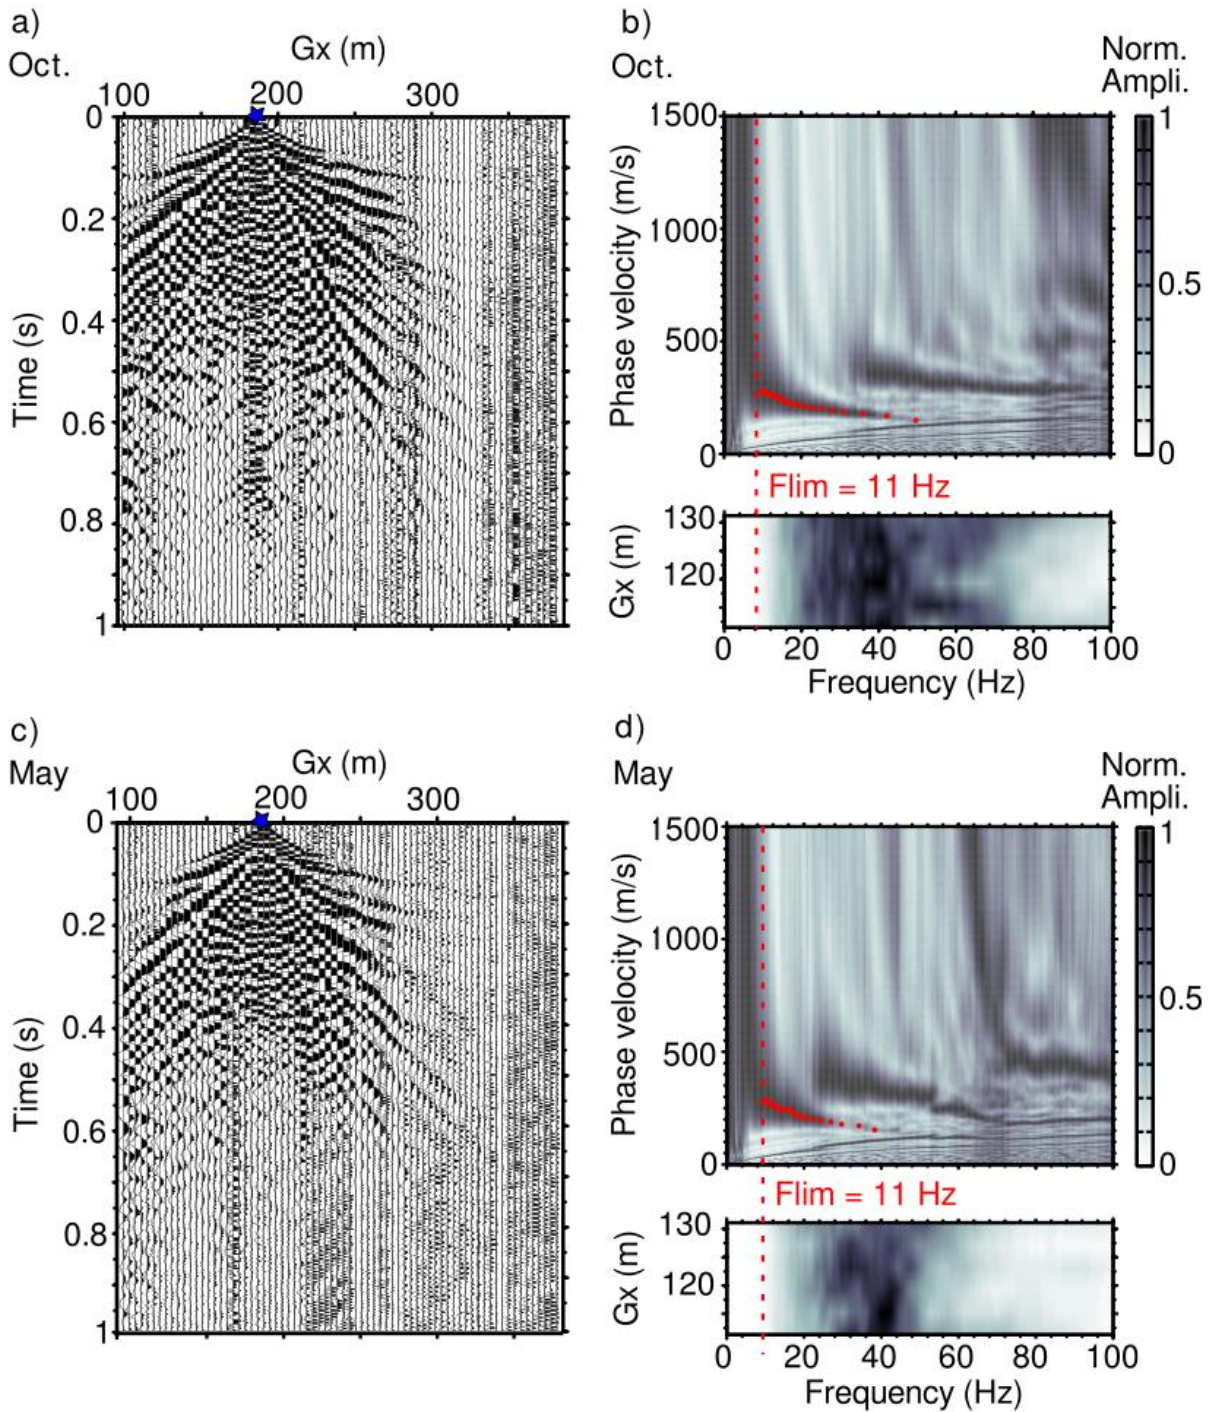 a)
Oct.
Gx (m)
100 200 300
0
0.2
0.4
0.6
0.8
1
Time (s)
b)
Oct.
Norm.
Ampli.
1500
1000
500
0
Phase velocity (m/s)
1
0.5
0
Flim = 11 Hz
130
120
Gx (m)
0 20 40 60 80 100
Frequency (Hz)
c)
May
Gx (m)
100 200 300
0
0.2
0.4
0.6
0.8
1
Time (s)
d)
May
Norm.
Ampli.
1500
1000
500
0
Phase velocity (m/s)
1
0.5
0
Flim = 11 Hz
130
120
Gx (m)
0 20 40 60 80 100
Frequency (Hz)